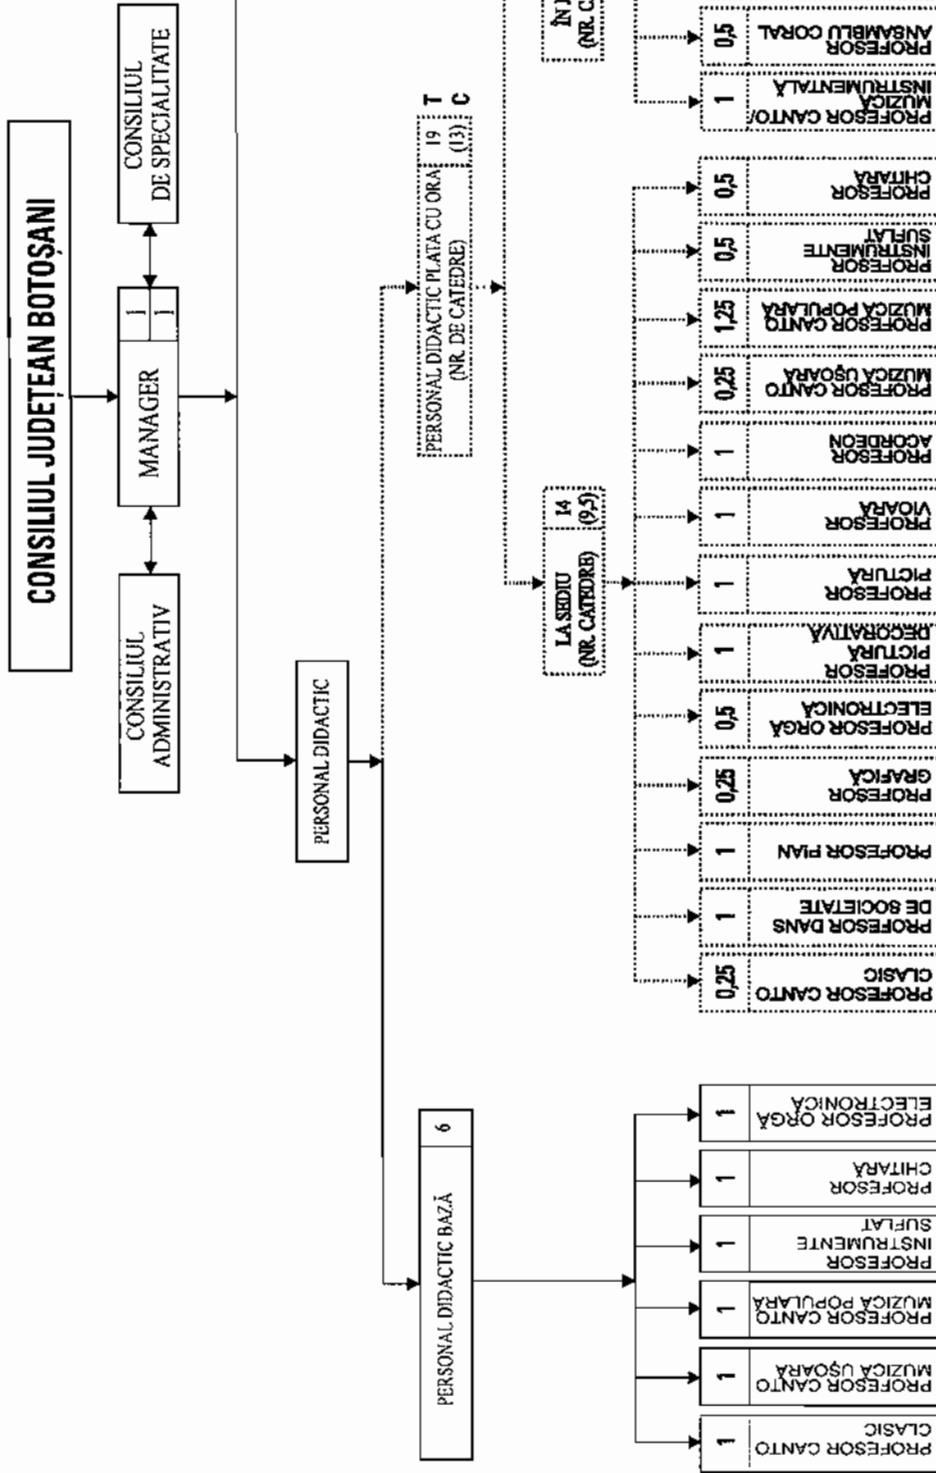 CONSILIUL JUDEȚEAN BOTOȘANI
CONSILIUL
ADMINISTRATIV
MANAGER
1
1
CONSILIUL
DE SPECIALITATE
PERSONAL DIDACTIC
PERSONAL DIDACTIC BAZĂ
6
PERSONAL DIDACTIC PLATA CU ORA
(NR. DE CATEDRE)
19
(13)
T
C
LA SEDIU
(NR. CATEDRE)
14
(9,5)
ÎN
(NR.
1
PROFESOR CANTO
CLASIC
1
PROFESOR CANTO
MUZICĂ UȘOARĂ
1
PROFESOR CANTO
MUZICĂ POPULARĂ
1
PROFESOR
INSTRUMENTE
SUFLAT
1
PROFESOR
CHITARĂ
1
PROFESOR ORGĂ
ELECTRONICĂ
0,25
PROFESOR CANTO
CLASIC
1
PROFESOR DANS
DE SOCIETATE
1
PROFESOR PIAN
0,25
PROFESOR
GRAFICĂ
0,5
PROFESOR ORGĂ
ELECTRONICĂ
1
PROFESOR
PICTURĂ
DECORATIVĂ
1
PROFESOR
PICTURĂ
1
PROFESOR
VIOARĂ
1
PROFESOR
ACORDEON
0,25
PROFESOR CANTO
MUZICĂ UȘOARĂ
1,25
PROFESOR CANTO
MUZICĂ POPULARĂ
0,5
PROFESOR
INSTRUMENTE
SUFLAT
0,5
PROFESOR
CHITARĂ
1
PROFESOR CANTO/
MUZICĂ
INSTRUMENTALĂ
0,5
PROFESOR
ANSAMBLU CORAL